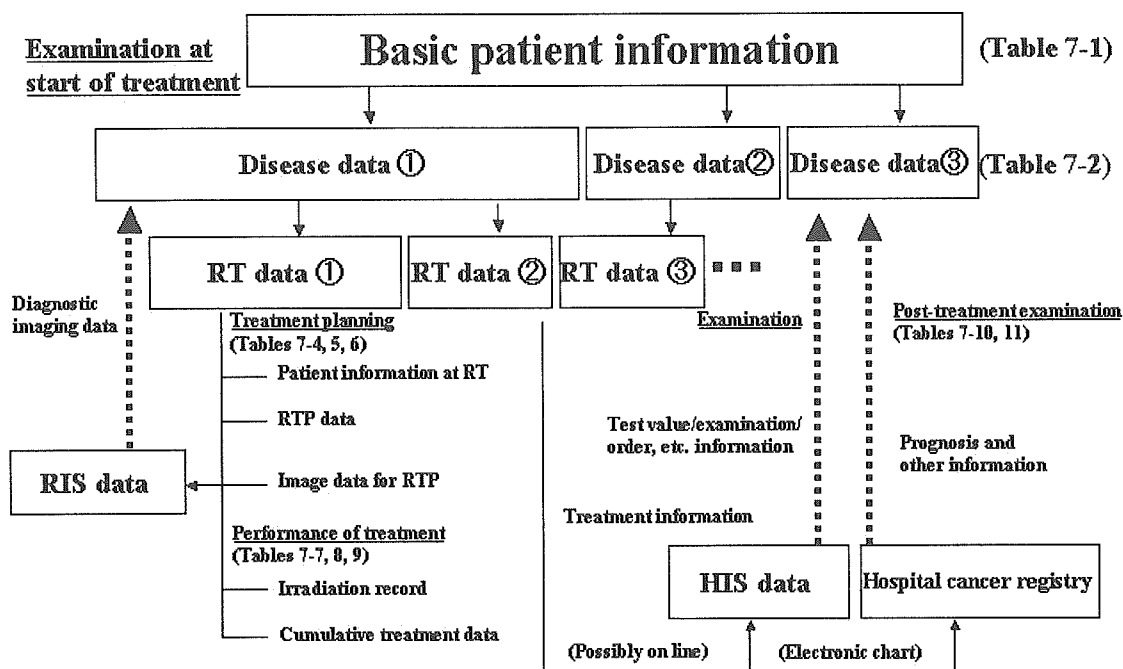 Examination at
start of treatment
Basic patient information
(Table 7-1)
Disease data ①
Disease data②
Disease data③
(Table 7-2)
RT data ①
RT data ②
RT data ③
Diagnostic
imaging data
Treatment planning
(Tables 7-4, 5, 6)
Patient information at RT
RTP data
Image data for RTP
RIS data
Performance of treatment
(Tables 7-7, 8, 9)
Irradiation record
Cumulative treatment data
Examination
Post-treatment examination
(Tables 7-10, 11)
Test value/examination/
order, etc. information
Prognosis and
other information
Treatment information
HIS data
Hospital cancer registry
(Possibly on line)
(Electronic chart)